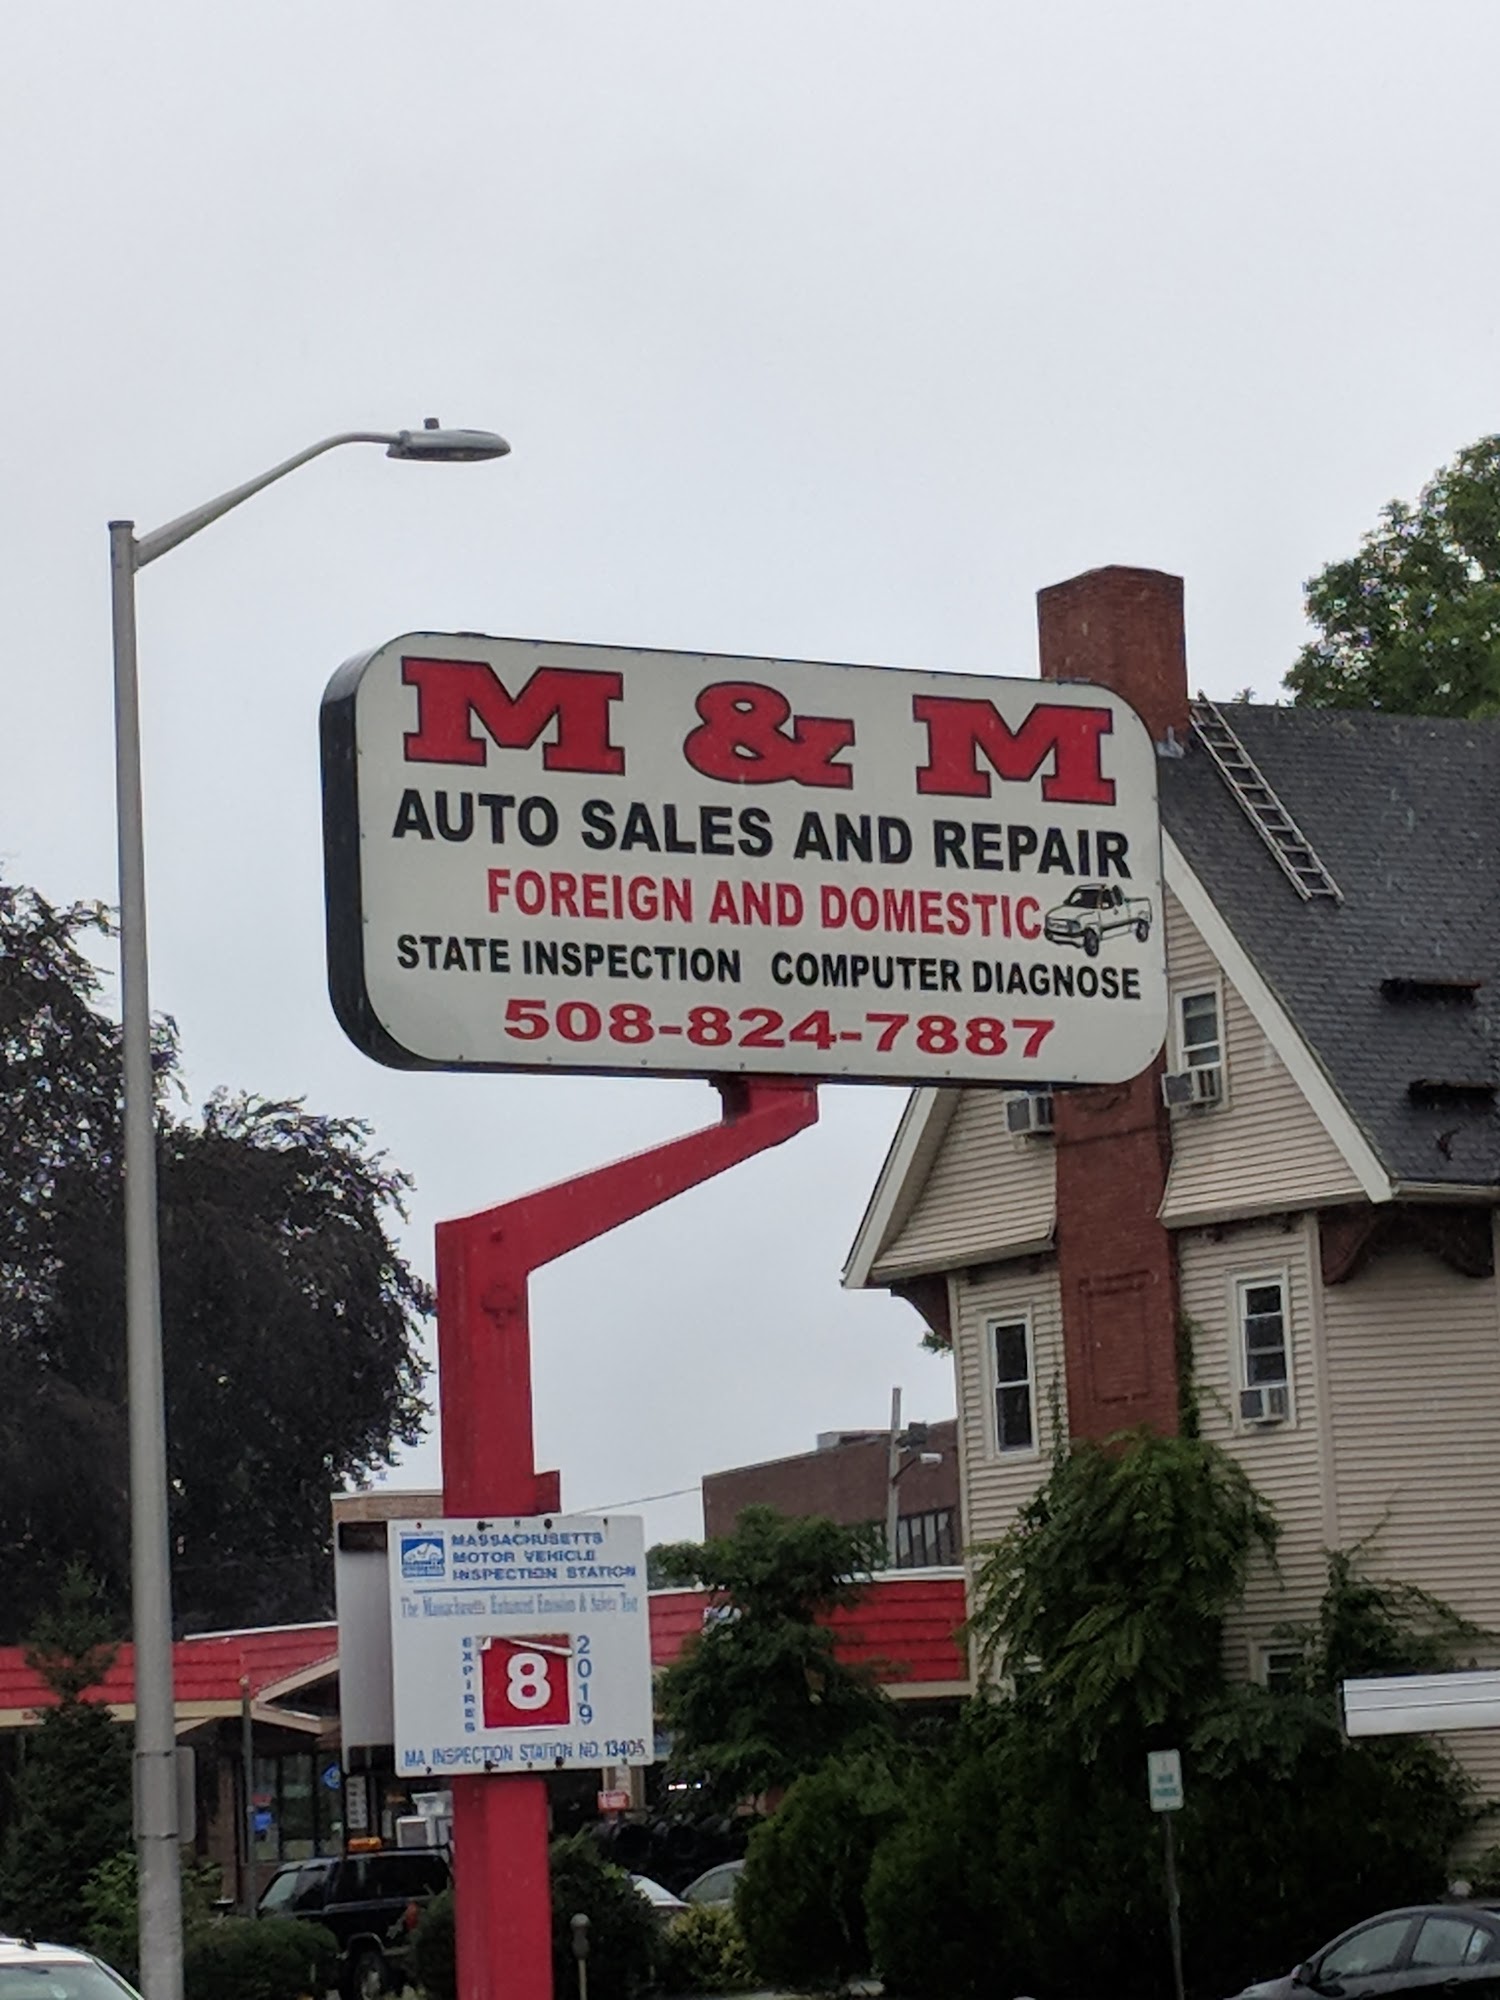 M & M
AUTO SALES AND REPAIR
FOREIGN AND DOMESTIC
STATE INSPECTION COMPUTER DIAGNOSE
508-824-7887
MASSACHUSETTS
MOTOR VEHICLE
INSPECTION STATION
The Massachusetts Enhanced Emission & Safety Test
EXPIRES
8
2019
MA INSPECTION STATION NO. 13405